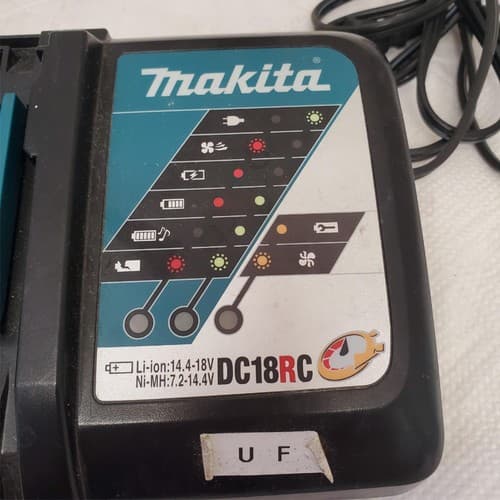 makita®
Li-ion:14.4-18V
Ni-MH:7.2-14.4V
DC18RC
U F